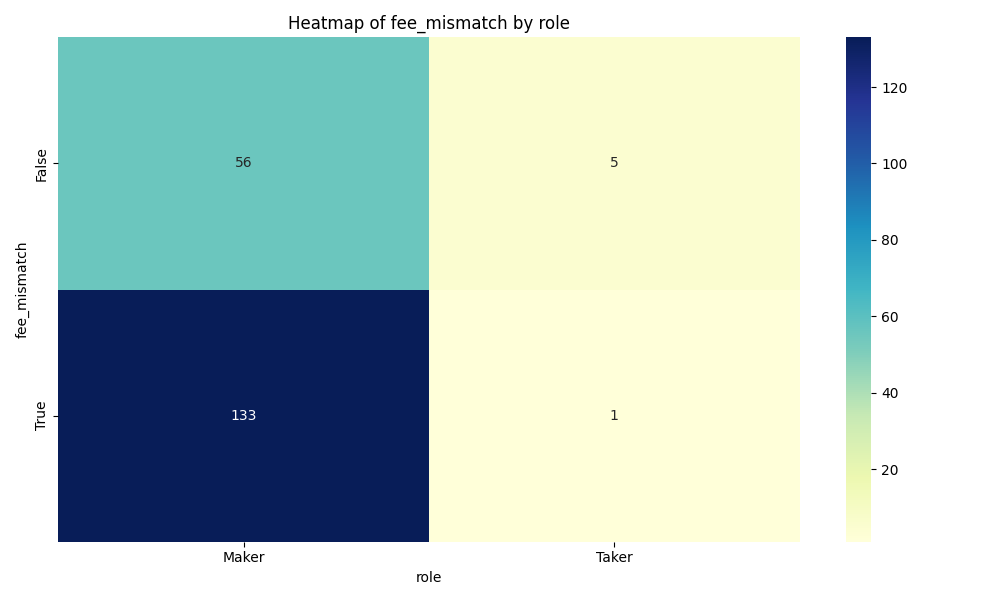 Heatmap of fee_mismatch by role
fee_mismatch
False
True
56
5
133
1
Maker
Taker
role
120
100
80
60
40
20